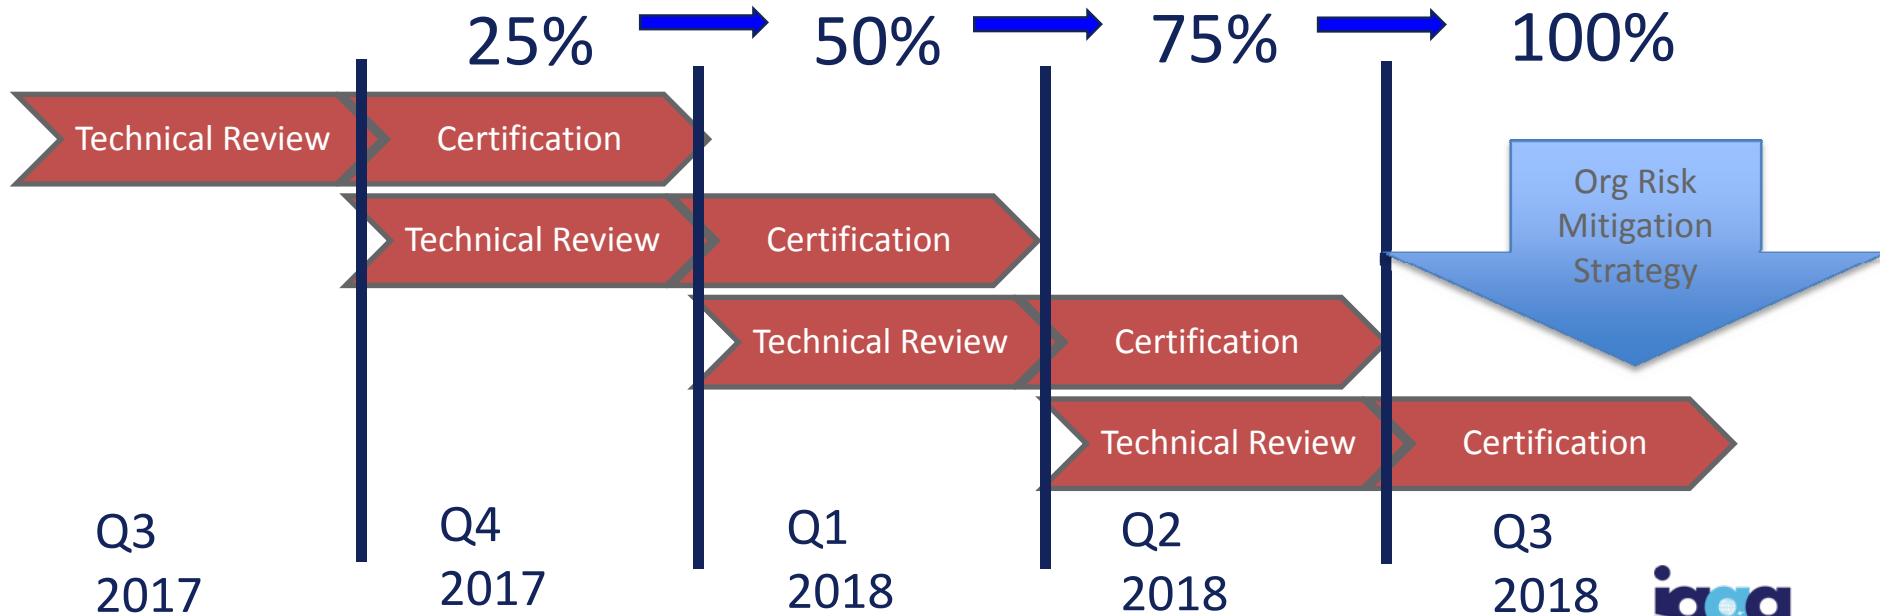 25% 50% 75% 100%
Technical Review Certification
Technical Review Certification
Technical Review Certification
Technical Review Certification
Org Risk
Mitigation
Strategy
Q3
2017
Q4
2017
Q1
2018
Q2
2018
Q3
2018